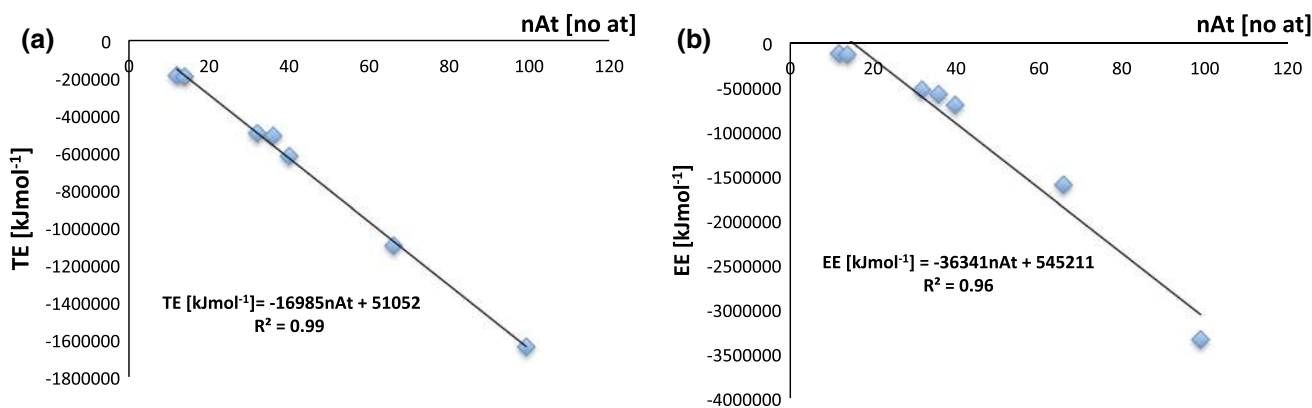 (a)
nAt [no at]
0
0 20 40 60 80 100 120
-200000
-400000
-600000
-800000
-1000000
-1200000
-1400000
-1600000
-1800000
TE [kJmol-1]
TE [kJmol-1]= -16985nAt + 51052
R² = 0.99
(b)
nAt [no at]
0
0 20 40 60 80 100 120
-500000
-1000000
-1500000
-2000000
-2500000
-3000000
-3500000
-4000000
EE [kJmol-1]
EE [kJmol-1] = -36341nAt + 545211
R² = 0.96